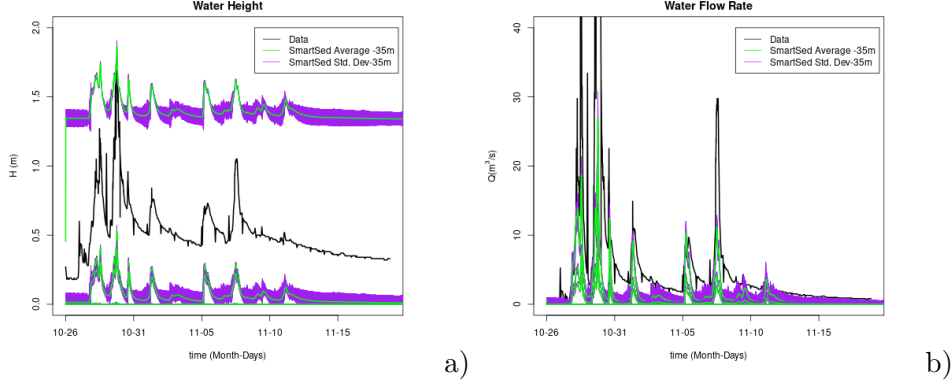 Water Height
2.0
1.5
1.0
0.5
0.0
H (m)
Data
SmartSed Average -35m
SmartSed Std. Dev-35m
10-26
10-31
11-05
11-10
11-15
time (Month-Days)
a)
Water Flow Rate
40
30
20
10
0
Q(m³/s)
Data
SmartSed Average -35m
SmartSed Std. Dev-35m
10-26
10-31
11-05
11-10
11-15
time (Month-Days)
b)